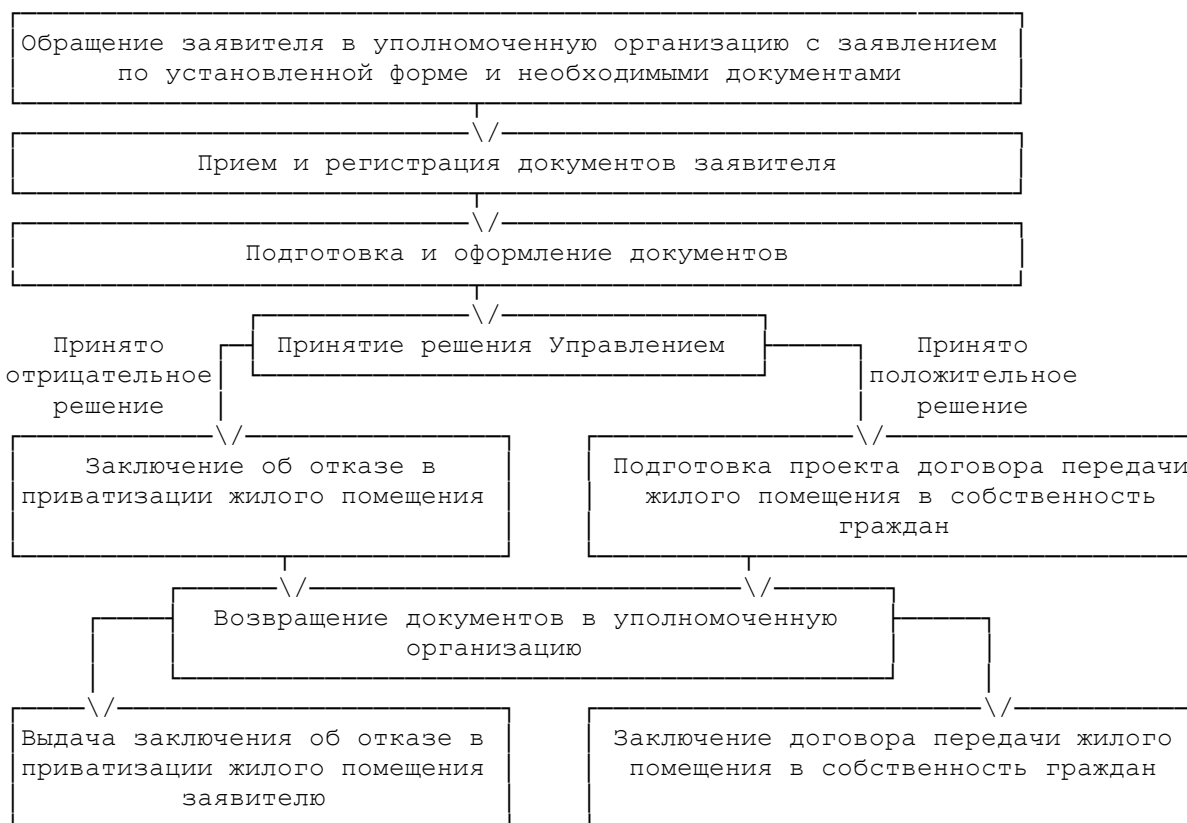 Обращение заявителя в уполномоченную организацию с заявлением
по установленной форме и необходимыми документами
Прием и регистрация документов заявителя
Подготовка и оформление документов
Принятие решения Управлением
Принято
отрицательное
решение
Принято
положительное
решение
Заключение об отказе в
приватизации жилого помещения
Подготовка проекта договора передачи
жилого помещения в собственность
граждан
Возвращение документов в уполномоченную
организацию
Выдача заключения об отказе в
приватизации жилого помещения
заявителю
Заключение договора передачи жилого
помещения в собственность граждан